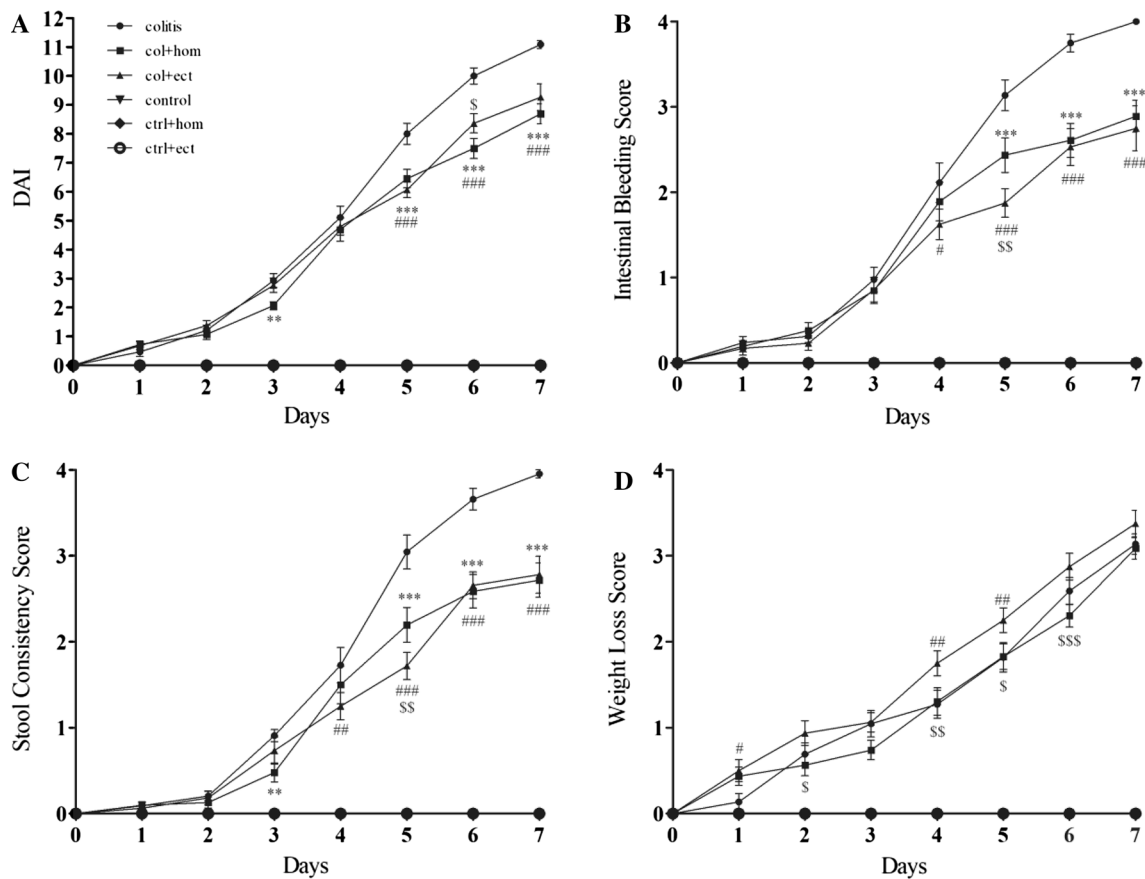 A
DAI
12
11
10
9
8
7
6
5
4
3
2
1
0
colitis
col+hom
col+ect
control
ctrl+hom
ctrl+ect
**
***
###
$
***
###
***
###
0 1 2 3 4 5 6 7
Days
B
Intestinal Bleeding Score
4
3
2
1
0
#
***
###
$$
***
###
***
###
0 1 2 3 4 5 6 7
Days
C
Stool Consistency Score
4
3
2
1
0
**
##
***
###
$$
***
###
***
###
0 1 2 3 4 5 6 7
Days
D
Weight Loss Score
4
3
2
1
0
#
$
##
$$
##
$
$$$
0 1 2 3 4 5 6 7
Days